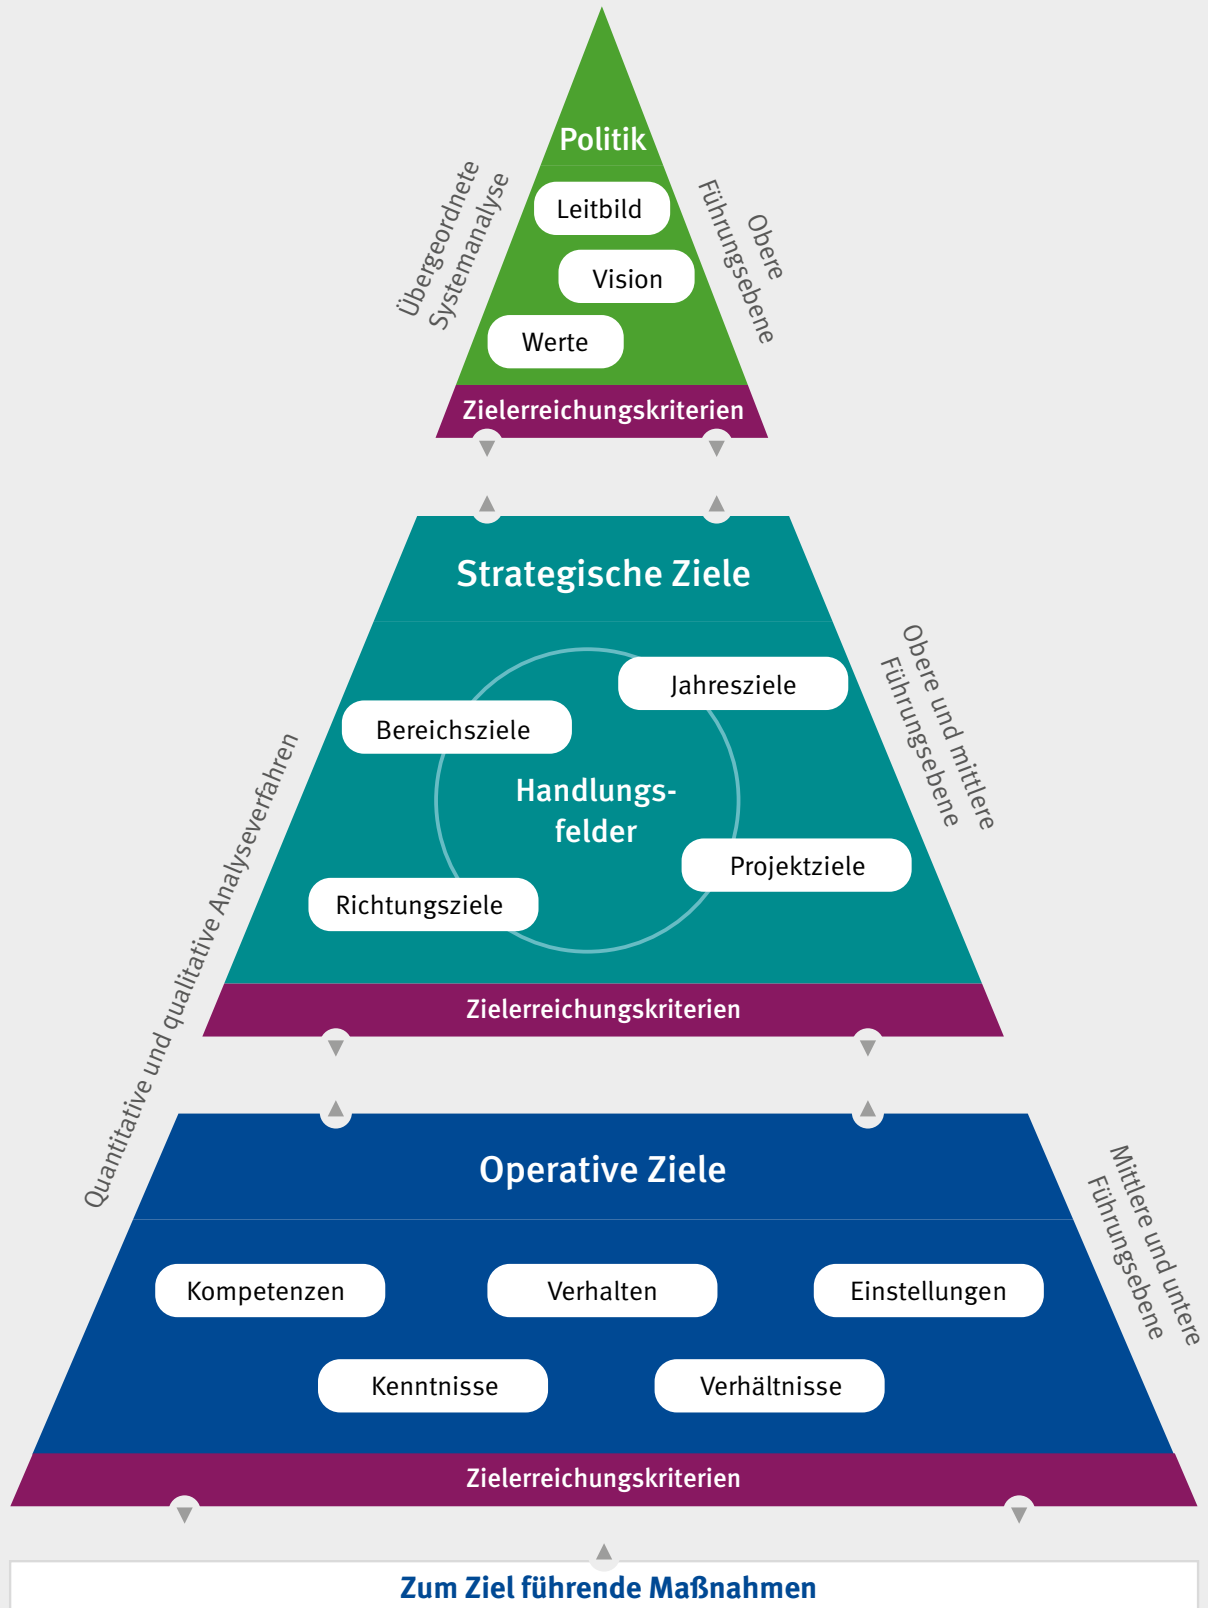 Politik
Übergeordnete
Systemanalyse
Obere
Führungsebene
Leitbild
Vision
Werte
Zielerreichungskriterien
Strategische Ziele
Obere und mittlere
Führungsebene
Jahresziele
Bereichsziele
Handlungs-
felder
Projektziele
Richtungsziele
Quantitative und qualitative Analyseverfahren
Zielerreichungskriterien
Operative Ziele
Mittlere und untere
Führungsebene
Kompetenzen
Verhalten
Einstellungen
Kenntnisse
Verhältnisse
Zielerreichungskriterien
Zum Ziel führende Maßnahmen